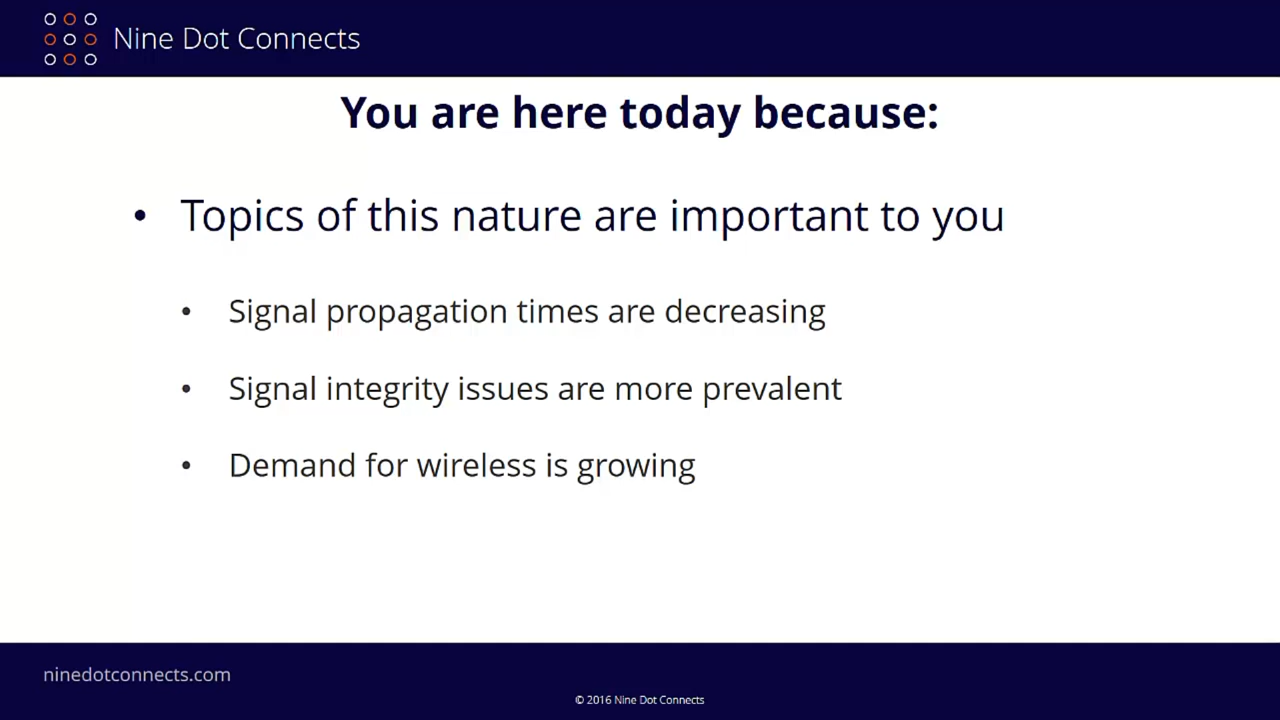 Nine Dot Connects
You are here today because:
• Topics of this nature are important to you
• Signal propagation times are decreasing
• Signal integrity issues are more prevalent
• Demand for wireless is growing
ninedotconnects.com
© 2016 Nine Dot Connects